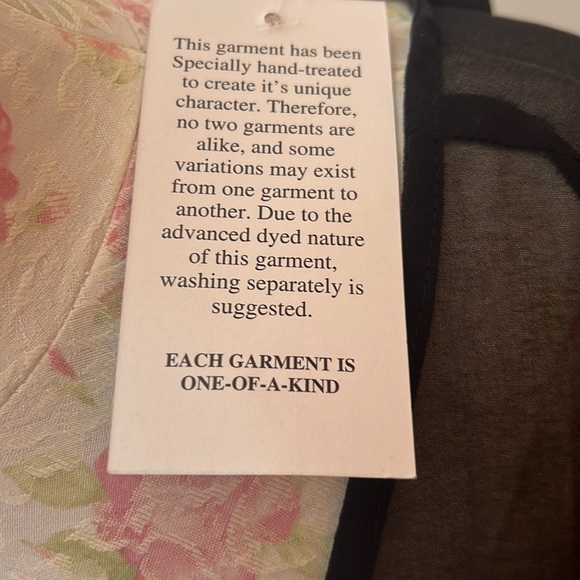 This garment has been
Specially hand-treated
to create it's unique
character. Therefore,
no two garments are
alike, and some
variations may exist
from one garment to
another. Due to the
advanced dyed nature
of this garment,
washing separately is
suggested.
EACH GARMENT IS
ONE-OF-A-KIND